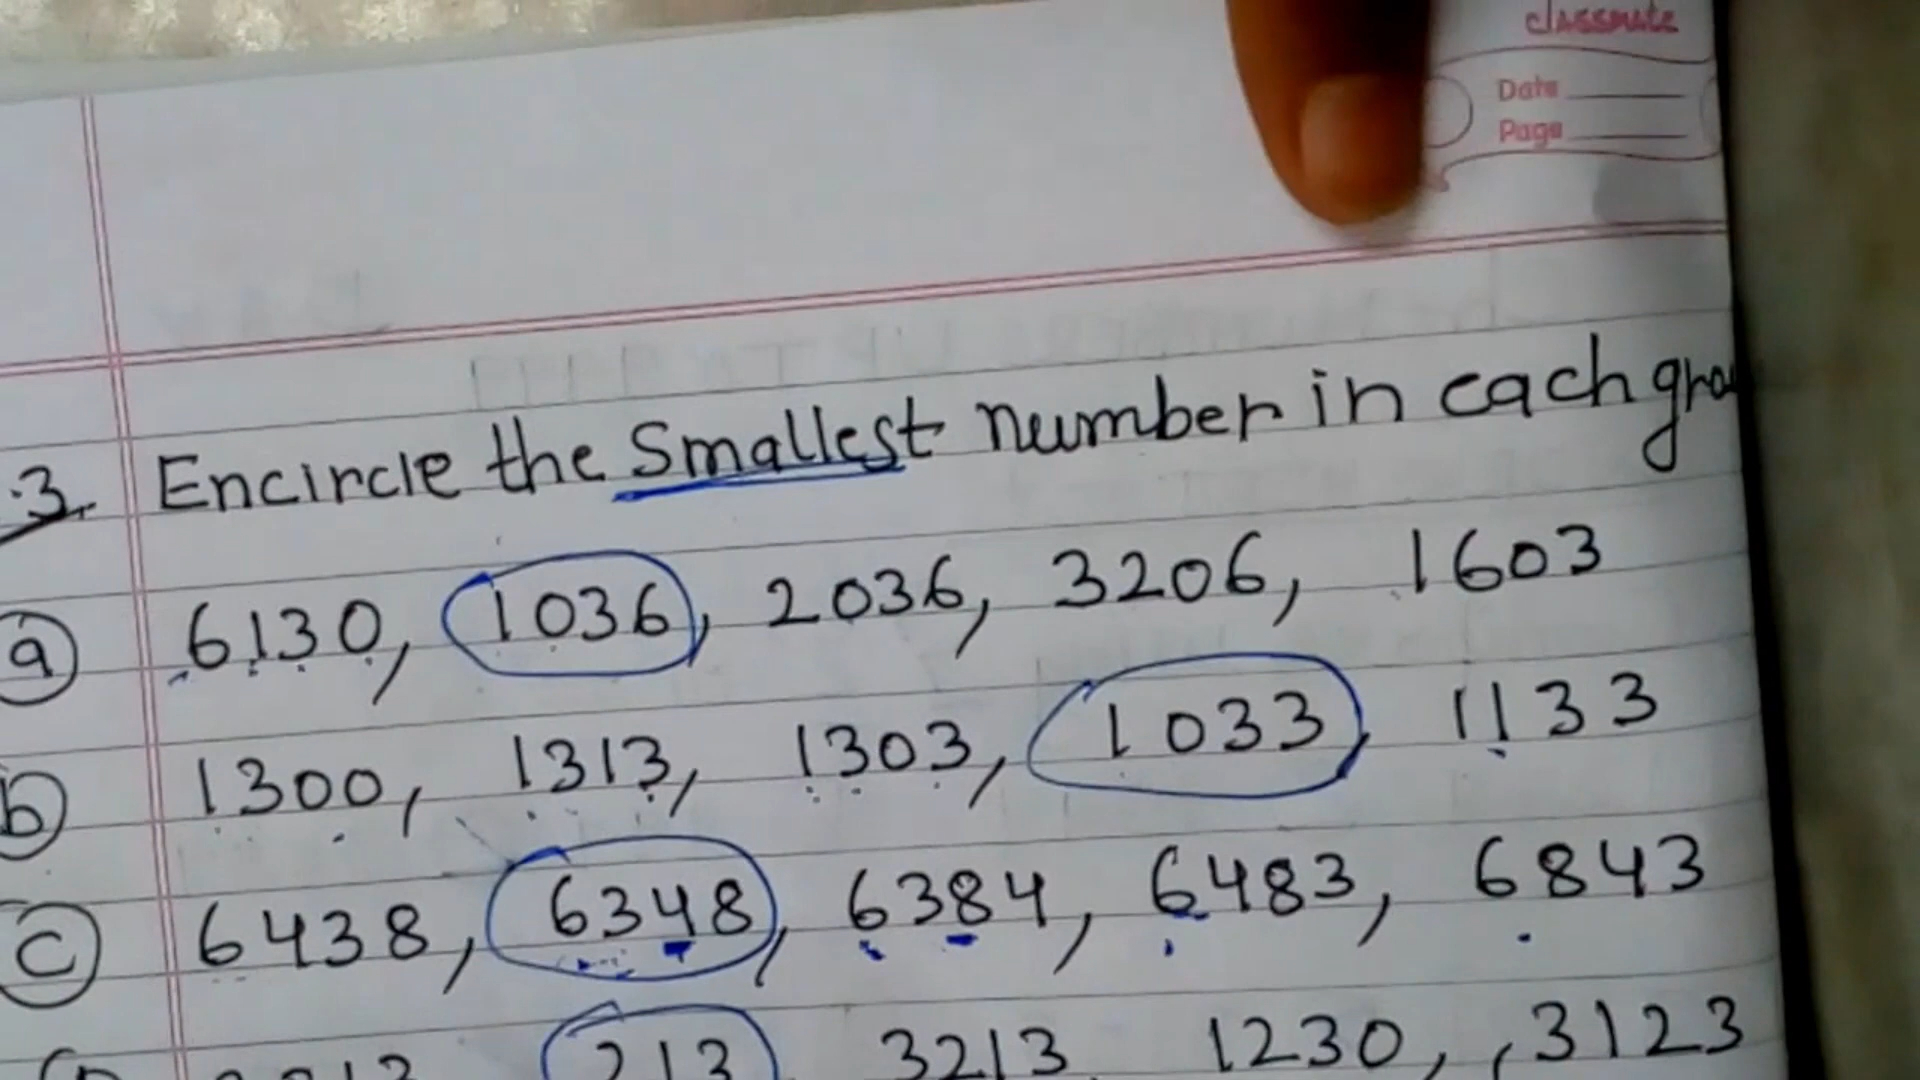 classmate
Date
Page
.3. Encircle the Smallest number in each
a 6130, 1036, 2036, 3206, 1603
b 1300, 1313, 1303, 1033, 1133
c 6438, 6348, 6384, 6483, 6843
213, 3213, 1230, , 3123